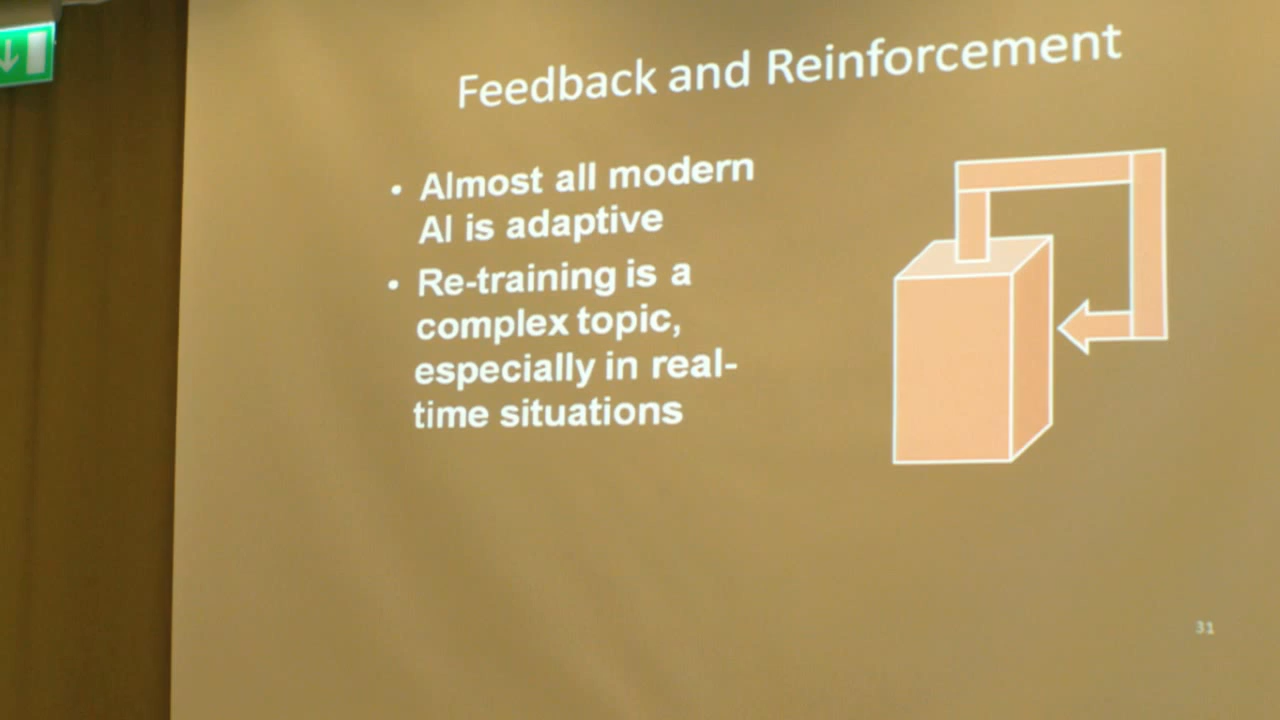 Feedback and Reinforcement
• Almost all modern
AI is adaptive
• Re-training is a
complex topic,
especially in real-
time situations
31